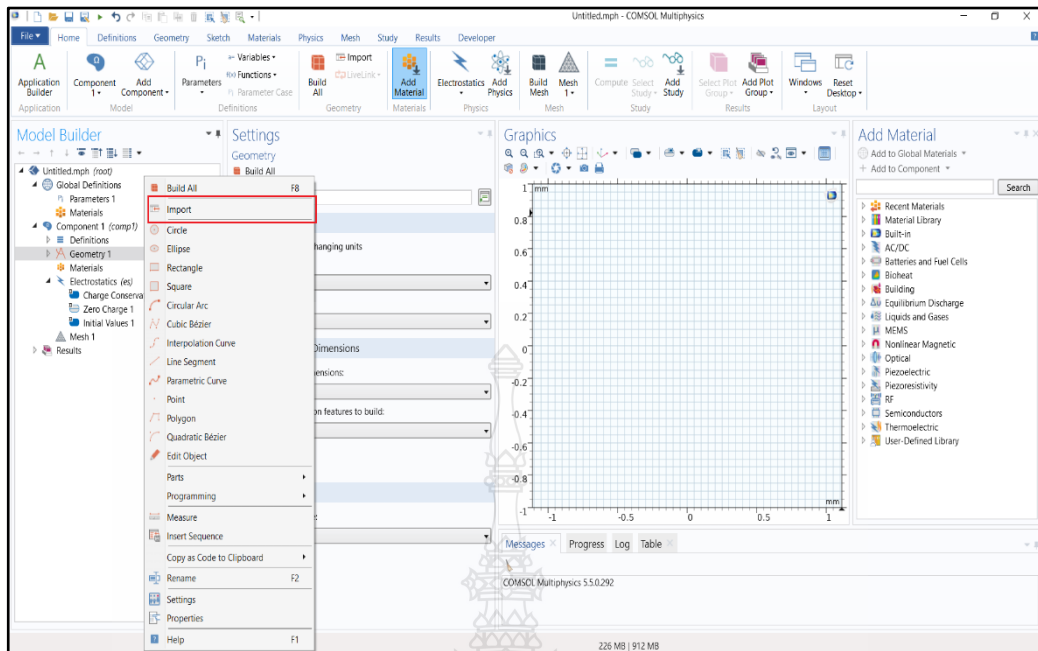 Untitled.mph - COMSOL Multiphysics
File Home Definitions Geometry Sketch Materials Physics Mesh Study Results Developer
Application Builder
Component 1
Add Component
Parameters
Variables
Functions
Parameter Case
Build All
Import
LiveLink
Add Material
Electrostatics
Add Physics
Build Mesh
Mesh 1
Compute
Select Study
Add Study
Select Plot Group
Add Plot Group
Windows
Reset Desktop
Application Model Definitions Geometry Materials Physics Mesh Study Results Layout
Model Builder
Untitled.mph (root)
Global Definitions
Parameters 1
Materials
Component 1 (comp1)
Definitions
Geometry 1
Materials
Electrostatics (es)
Charge Conserva
Zero Charge 1
Initial Values 1
Mesh 1
Results
Settings
Geometry
Build All
hanging units
Dimensions
ensions:
on features to build:
Build All F8
Import
Circle
Ellipse
Rectangle
Square
Circular Arc
Cubic Bézier
Interpolation Curve
Line Segment
Parametric Curve
Point
Polygon
Quadratic Bézier
Edit Object
Parts
Programming
Measure
Insert Sequence
Copy as Code to Clipboard
Rename F2
Settings
Properties
Help F1
Graphics
1 mm
0.8
0.6
0.4
0.2
0
-0.2
-0.4
-0.6
-0.8
-1
mm
-1 -0.5 0 0.5 1
Messages Progress Log Table
COMSOL Multiphysics 5.5.0.292
226 MB | 912 MB
Add Material
Add to Global Materials
Add to Component
Search
Recent Materials
Material Library
Built-in
AC/DC
Batteries and Fuel Cells
Bioheat
Building
Equilibrium Discharge
Liquids and Gases
MEMS
Nonlinear Magnetic
Optical
Piezoelectric
Piezoresistivity
RF
Semiconductors
Thermoelectric
User-Defined Library